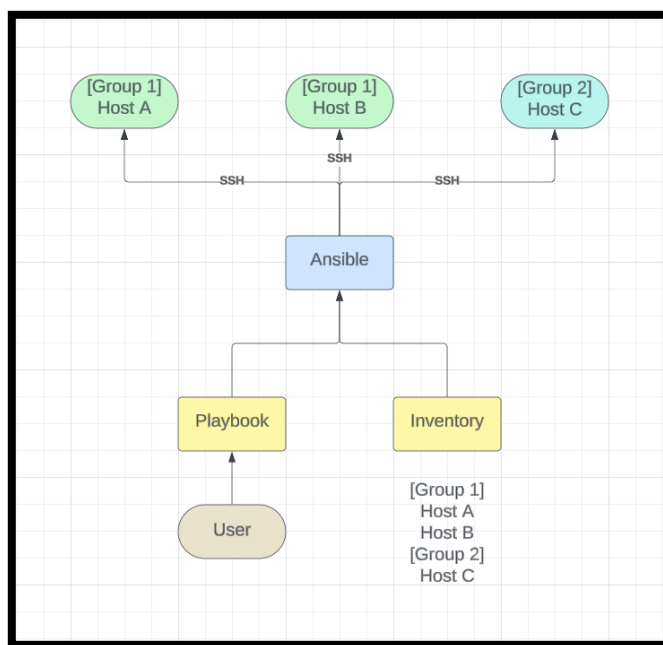 [Group 1]
Host A
[Group 1]
Host B
[Group 2]
Host C
SSH
SSH
SSH
Ansible
Playbook
Inventory
User
[Group 1]
Host A
Host B
[Group 2]
Host C